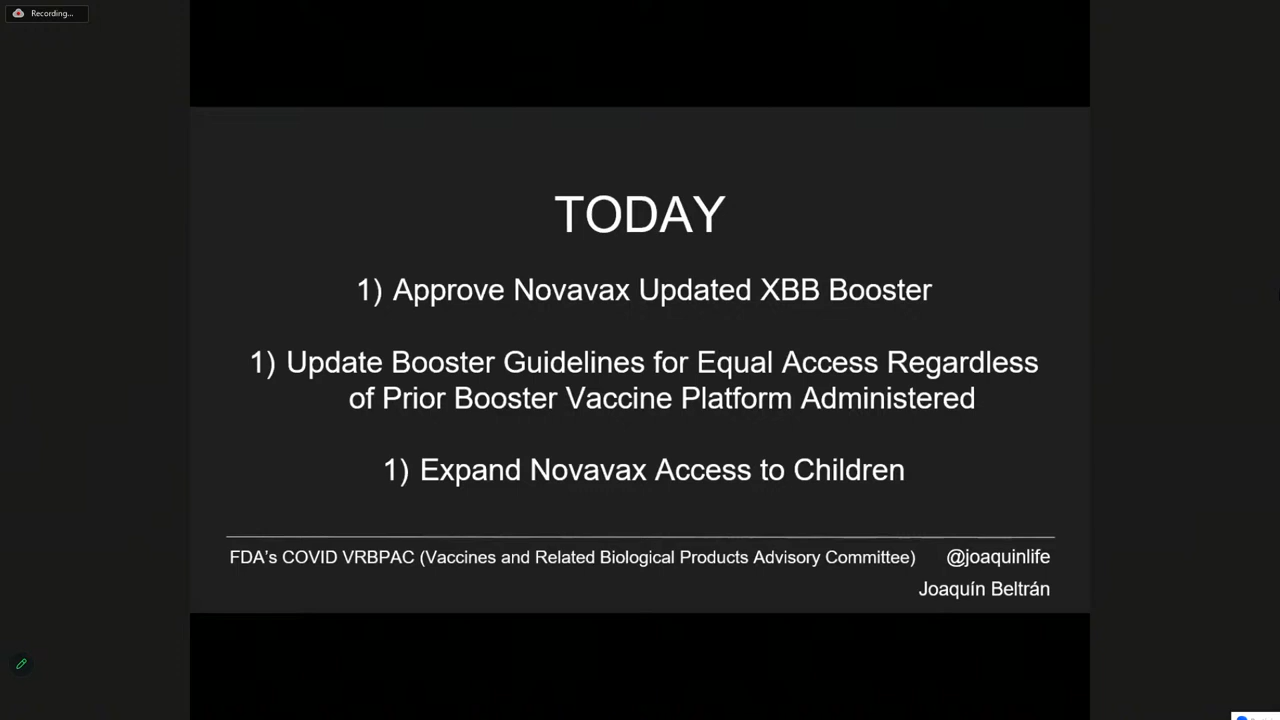 Recording...
TODAY
1) Approve Novavax Updated XBB Booster
1) Update Booster Guidelines for Equal Access Regardless
of Prior Booster Vaccine Platform Administered
1) Expand Novavax Access to Children
FDA's COVID VRBPAC (Vaccines and Related Biological Products Advisory Committee) @joaquinlife
Joaquín Beltrán